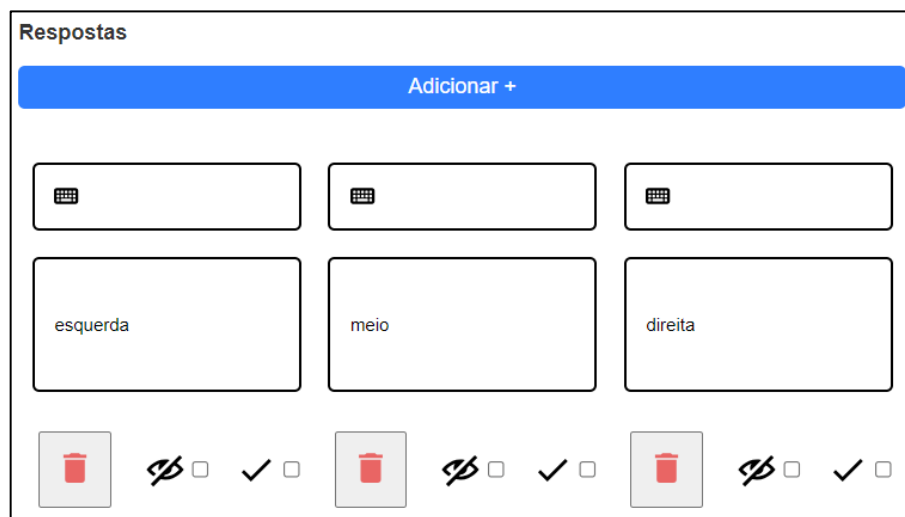 Respostas
Adicionar +
esquerda
meio
direita